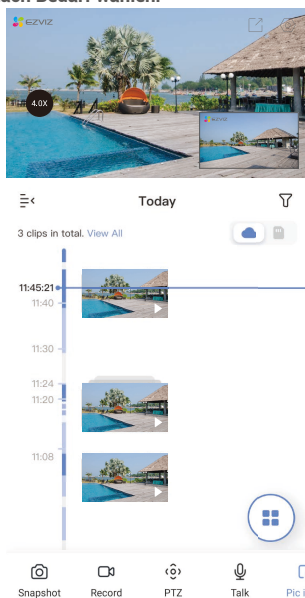 EZVIZ
4.0X
EZVIZ
Today
3 clips in total. View All
11:45:21
11:40
11:30
11:24
11:20
11:08
Snapshot
Record
PTZ
Talk